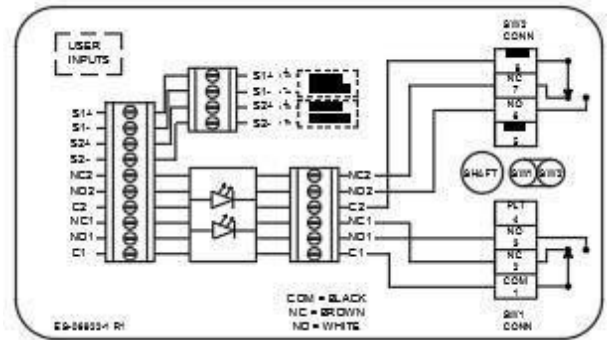 USER
INPUTS
S1+
S1-
S2+
S2-
S1+
S1-
S2+
S2-
NC2
NO2
C2
NC1
NO1
C1
NC2
NO2
C2
NC1
NO1
C1
SW2
CONN
8
NC
7
NO
6
5
SHAFT
SW1
SW2
PLT
4
NO
3
NC
2
COM
1
SW1
CONN
COM = BLACK
NC = BROWN
NO = WHITE